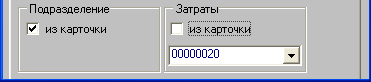 Подразделение
из карточки
Затраты
из карточки
00000020